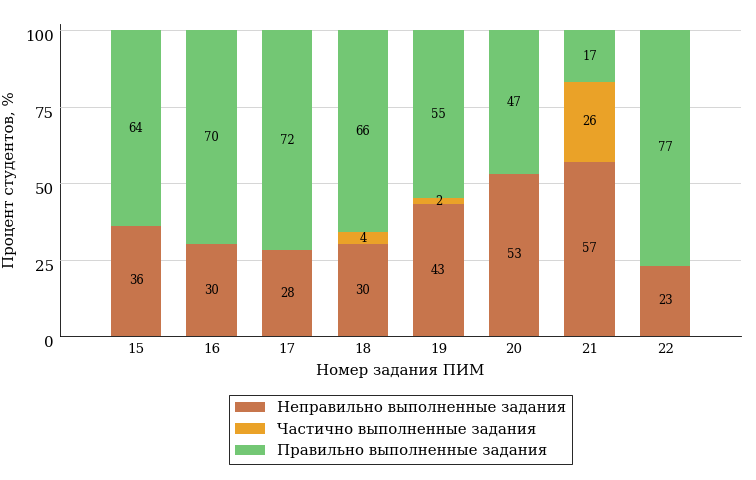 100
75
50
25
0
Процент студентов, %
64 70 72 66 55 47 17 77
26
4 2
36 30 28 30 43 53 57 23
15 16 17 18 19 20 21 22
Номер задания ПИМ
Неправильно выполненные задания
Частично выполненные задания
Правильно выполненные задания